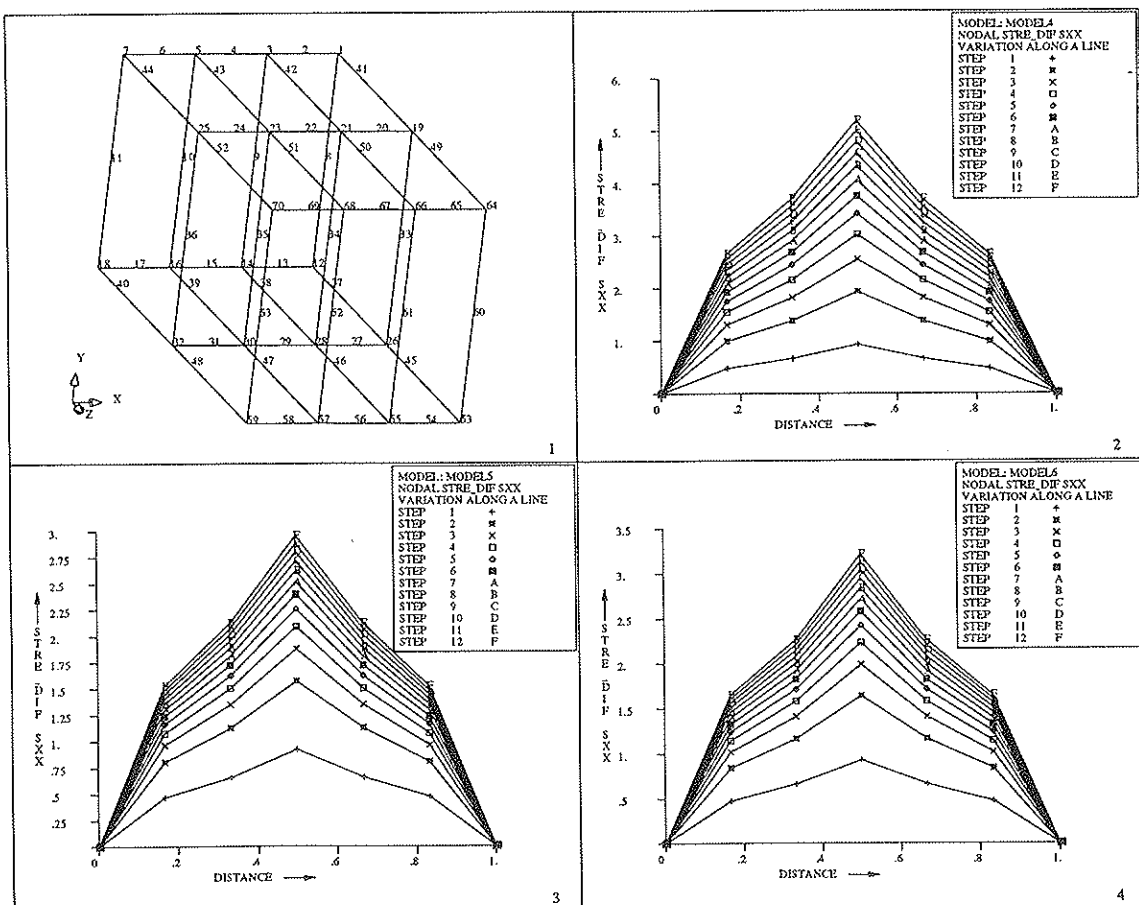 7 6 5 4 3 2 1
44 43 42 41
25 24 23 22 21 20 19
52 9 51 8 50 49
11 10
70 69 68 67 66 65 64
36 35 34 33
18 17 16 15 14 13 12
40 39 38 37
63 62 61 60
32 31 30 29 28 27 26
48 47 46 45
59 58 57 56 55 54 53
Y
X
Z
1
MODEL: MODEL4
NODAL STRE_DIF SXX
VARIATION ALONG A LINE
STEP 1 +
STEP 2
STEP 3 ×
STEP 4 □
STEP 5
STEP 6
STEP 7 A
STEP 8 B
STEP 9 C
STEP 10 D
STEP 11 E
STEP 12 F
6.
5.
4.
3.
2.
1.
STRE_DIF SXX
0 .2 .4 .6 .8 1.
DISTANCE
2
MODEL: MODEL5
NODAL STRE_DIF SXX
VARIATION ALONG A LINE
STEP 1 +
STEP 2
STEP 3 ×
STEP 4 □
STEP 5
STEP 6
STEP 7 A
STEP 8 B
STEP 9 C
STEP 10 D
STEP 11 E
STEP 12 F
3.
2.75
2.5
2.25
2.
1.75
1.5
1.25
1.
.75
.5
.25
STRE_DIF SXX
0 .2 .4 .6 .8 1.
DISTANCE
3
MODEL: MODEL6
NODAL STRE_DIF SXX
VARIATION ALONG A LINE
STEP 1 +
STEP 2
STEP 3 ×
STEP 4 □
STEP 5
STEP 6
STEP 7 A
STEP 8 B
STEP 9 C
STEP 10 D
STEP 11 E
STEP 12 F
3.5
3.
2.5
2.
1.5
1.
.5
STRE_DIF SXX
0 .2 .4 .6 .8 1.
DISTANCE
4